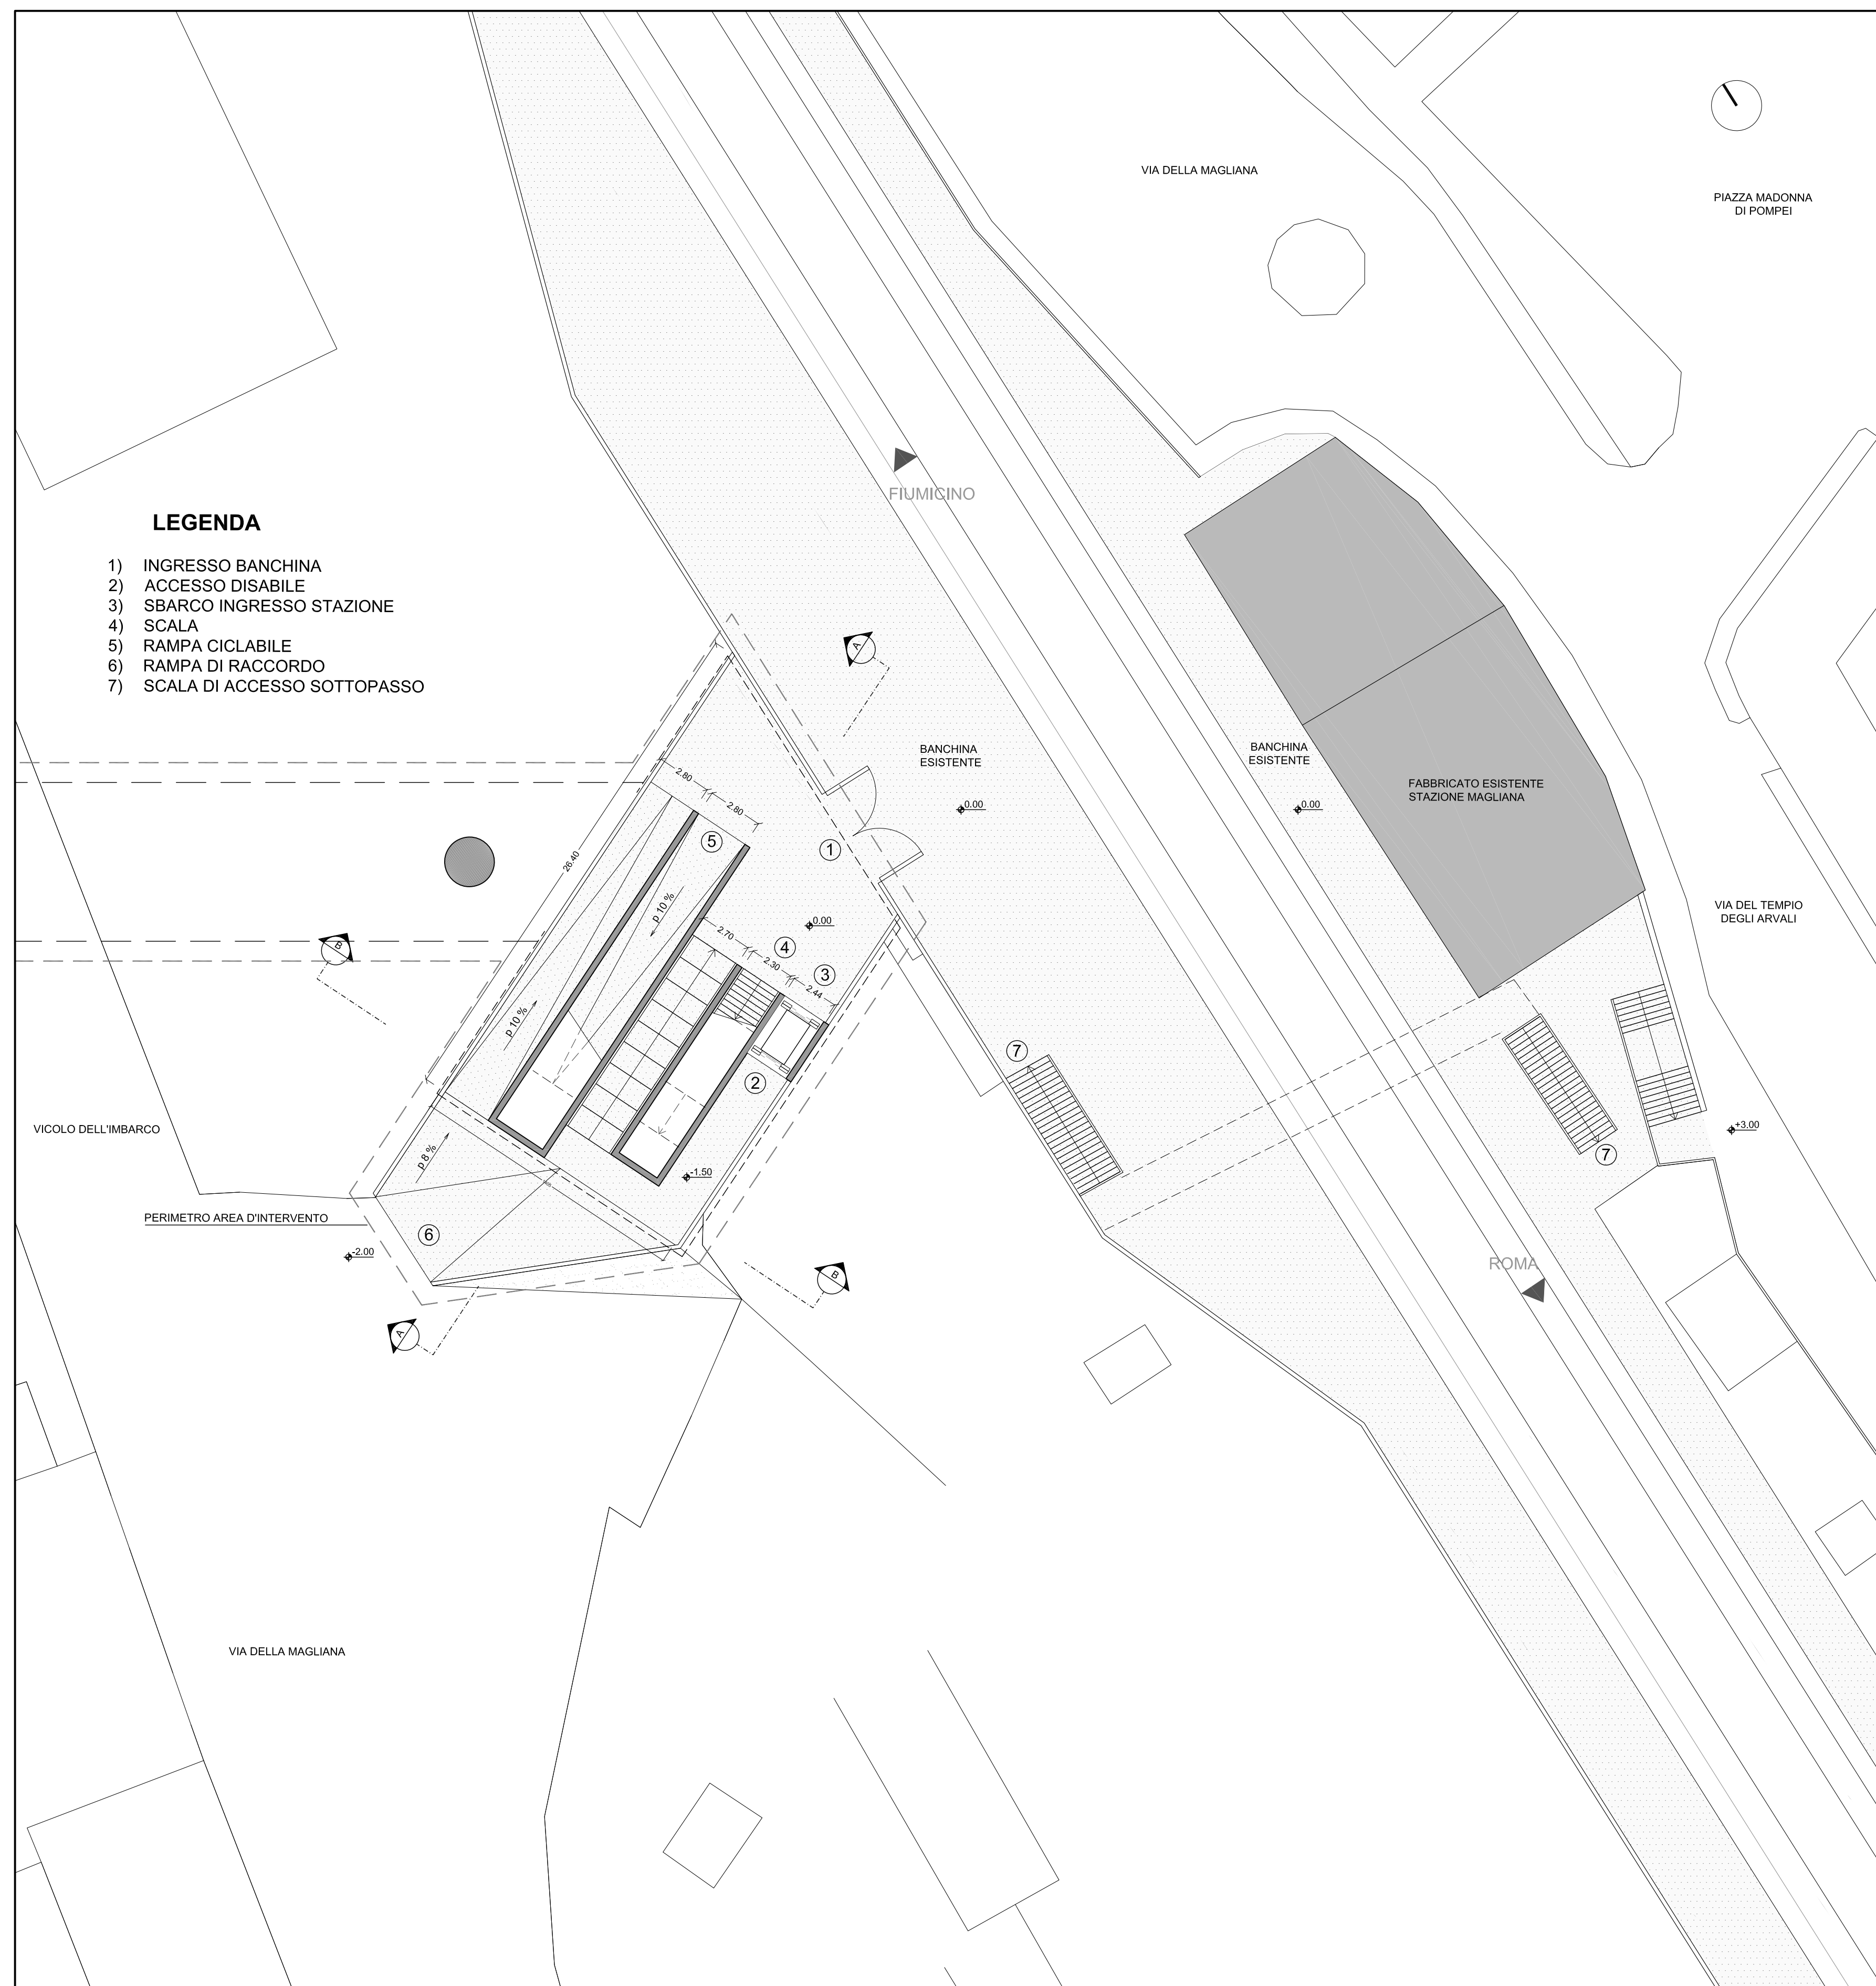 VIA DELLA MAGLIANA
PIAZZA MADONNA
DI POMPEI
FIUMICINO
LEGENDA
1) INGRESSO BANCHINA
2) ACCESSO DISABILE
3) SBARCO INGRESSO STAZIONE
4) SCALA
5) RAMPA CICLABILE
6) RAMPA DI RACCORDO
7) SCALA DI ACCESSO SOTTOPASSO
A
BANCHINA
ESISTENTE
0.00
BANCHINA
ESISTENTE
0.00
FABBRICATO ESISTENTE
STAZIONE MAGLIANA
2.80
2.80
5
1
26.40
p 10 %
0.00
2.70
4
2.30
3
2.44
B
p 10 %
VIA DEL TEMPIO
DEGLI ARVALI
7
2
VICOLO DELL'IMBARCO
p 8 %
-1.50
+3.00
7
PERIMETRO AREA D'INTERVENTO
6
-2.00
B
A
ROMA
VIA DELLA MAGLIANA